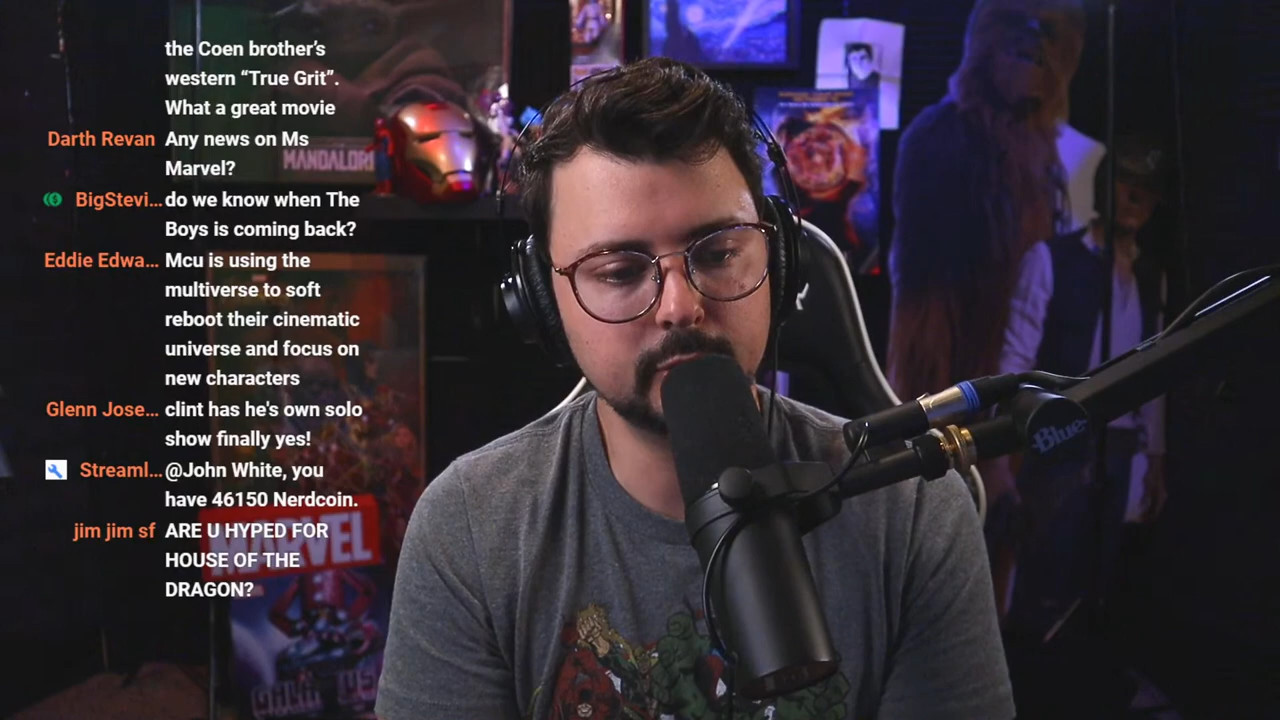 the Coen brother's
western “True Grit”.
What a great movie
Darth Revan Any news on Ms
Marvel?
BigStevi... do we know when The
Boys is coming back?
Eddie Edwa... Mcu is using the
multiverse to soft
reboot their cinematic
universe and focus on
new characters
Glenn Jose... clint has he's own solo
show finally yes!
Streaml... @John White, you
have 46150 Nerdcoin.
jim jim sf ARE U HYPED FOR
HOUSE OF THE
DRAGON?
MANDALORI
MARVEL
Blue